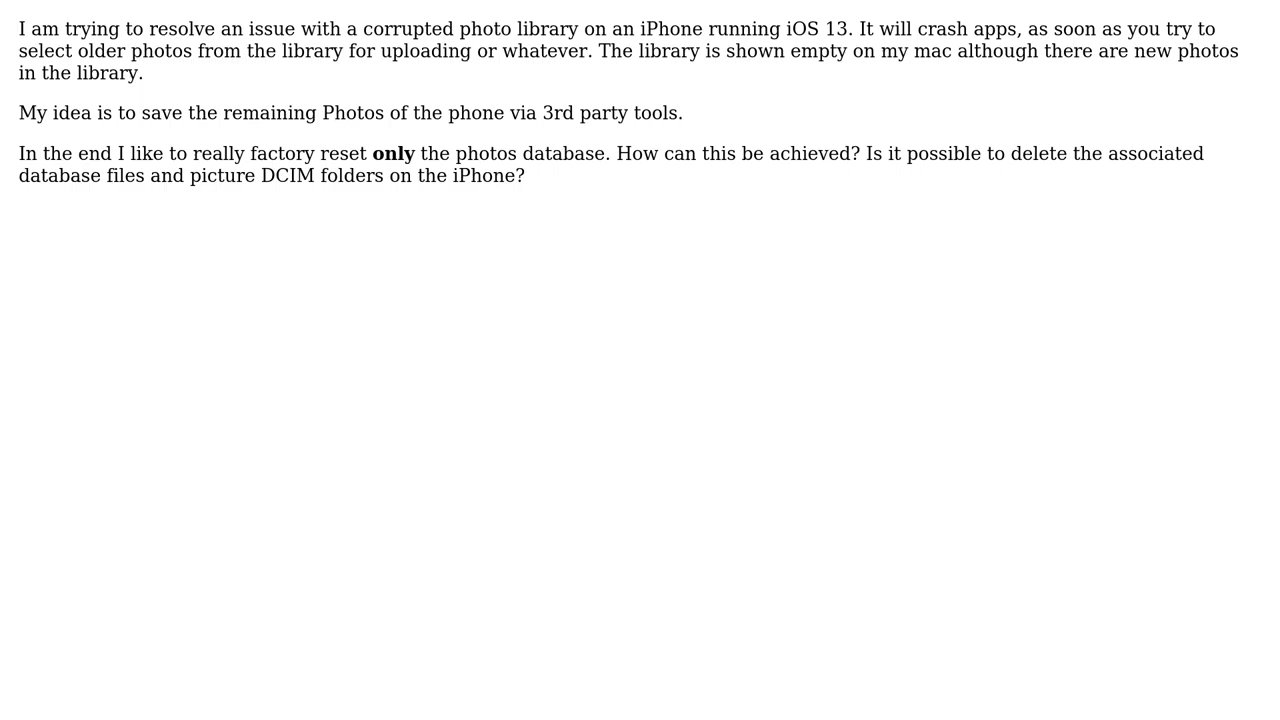 I am trying to resolve an issue with a corrupted photo library on an iPhone running iOS 13. It will crash apps, as soon as you try to
select older photos from the library for uploading or whatever. The library is shown empty on my mac although there are new photos
in the library.
My idea is to save the remaining Photos of the phone via 3rd party tools.
In the end I like to really factory reset only the photos database. How can this be achieved? Is it possible to delete the associated
database files and picture DCIM folders on the iPhone?